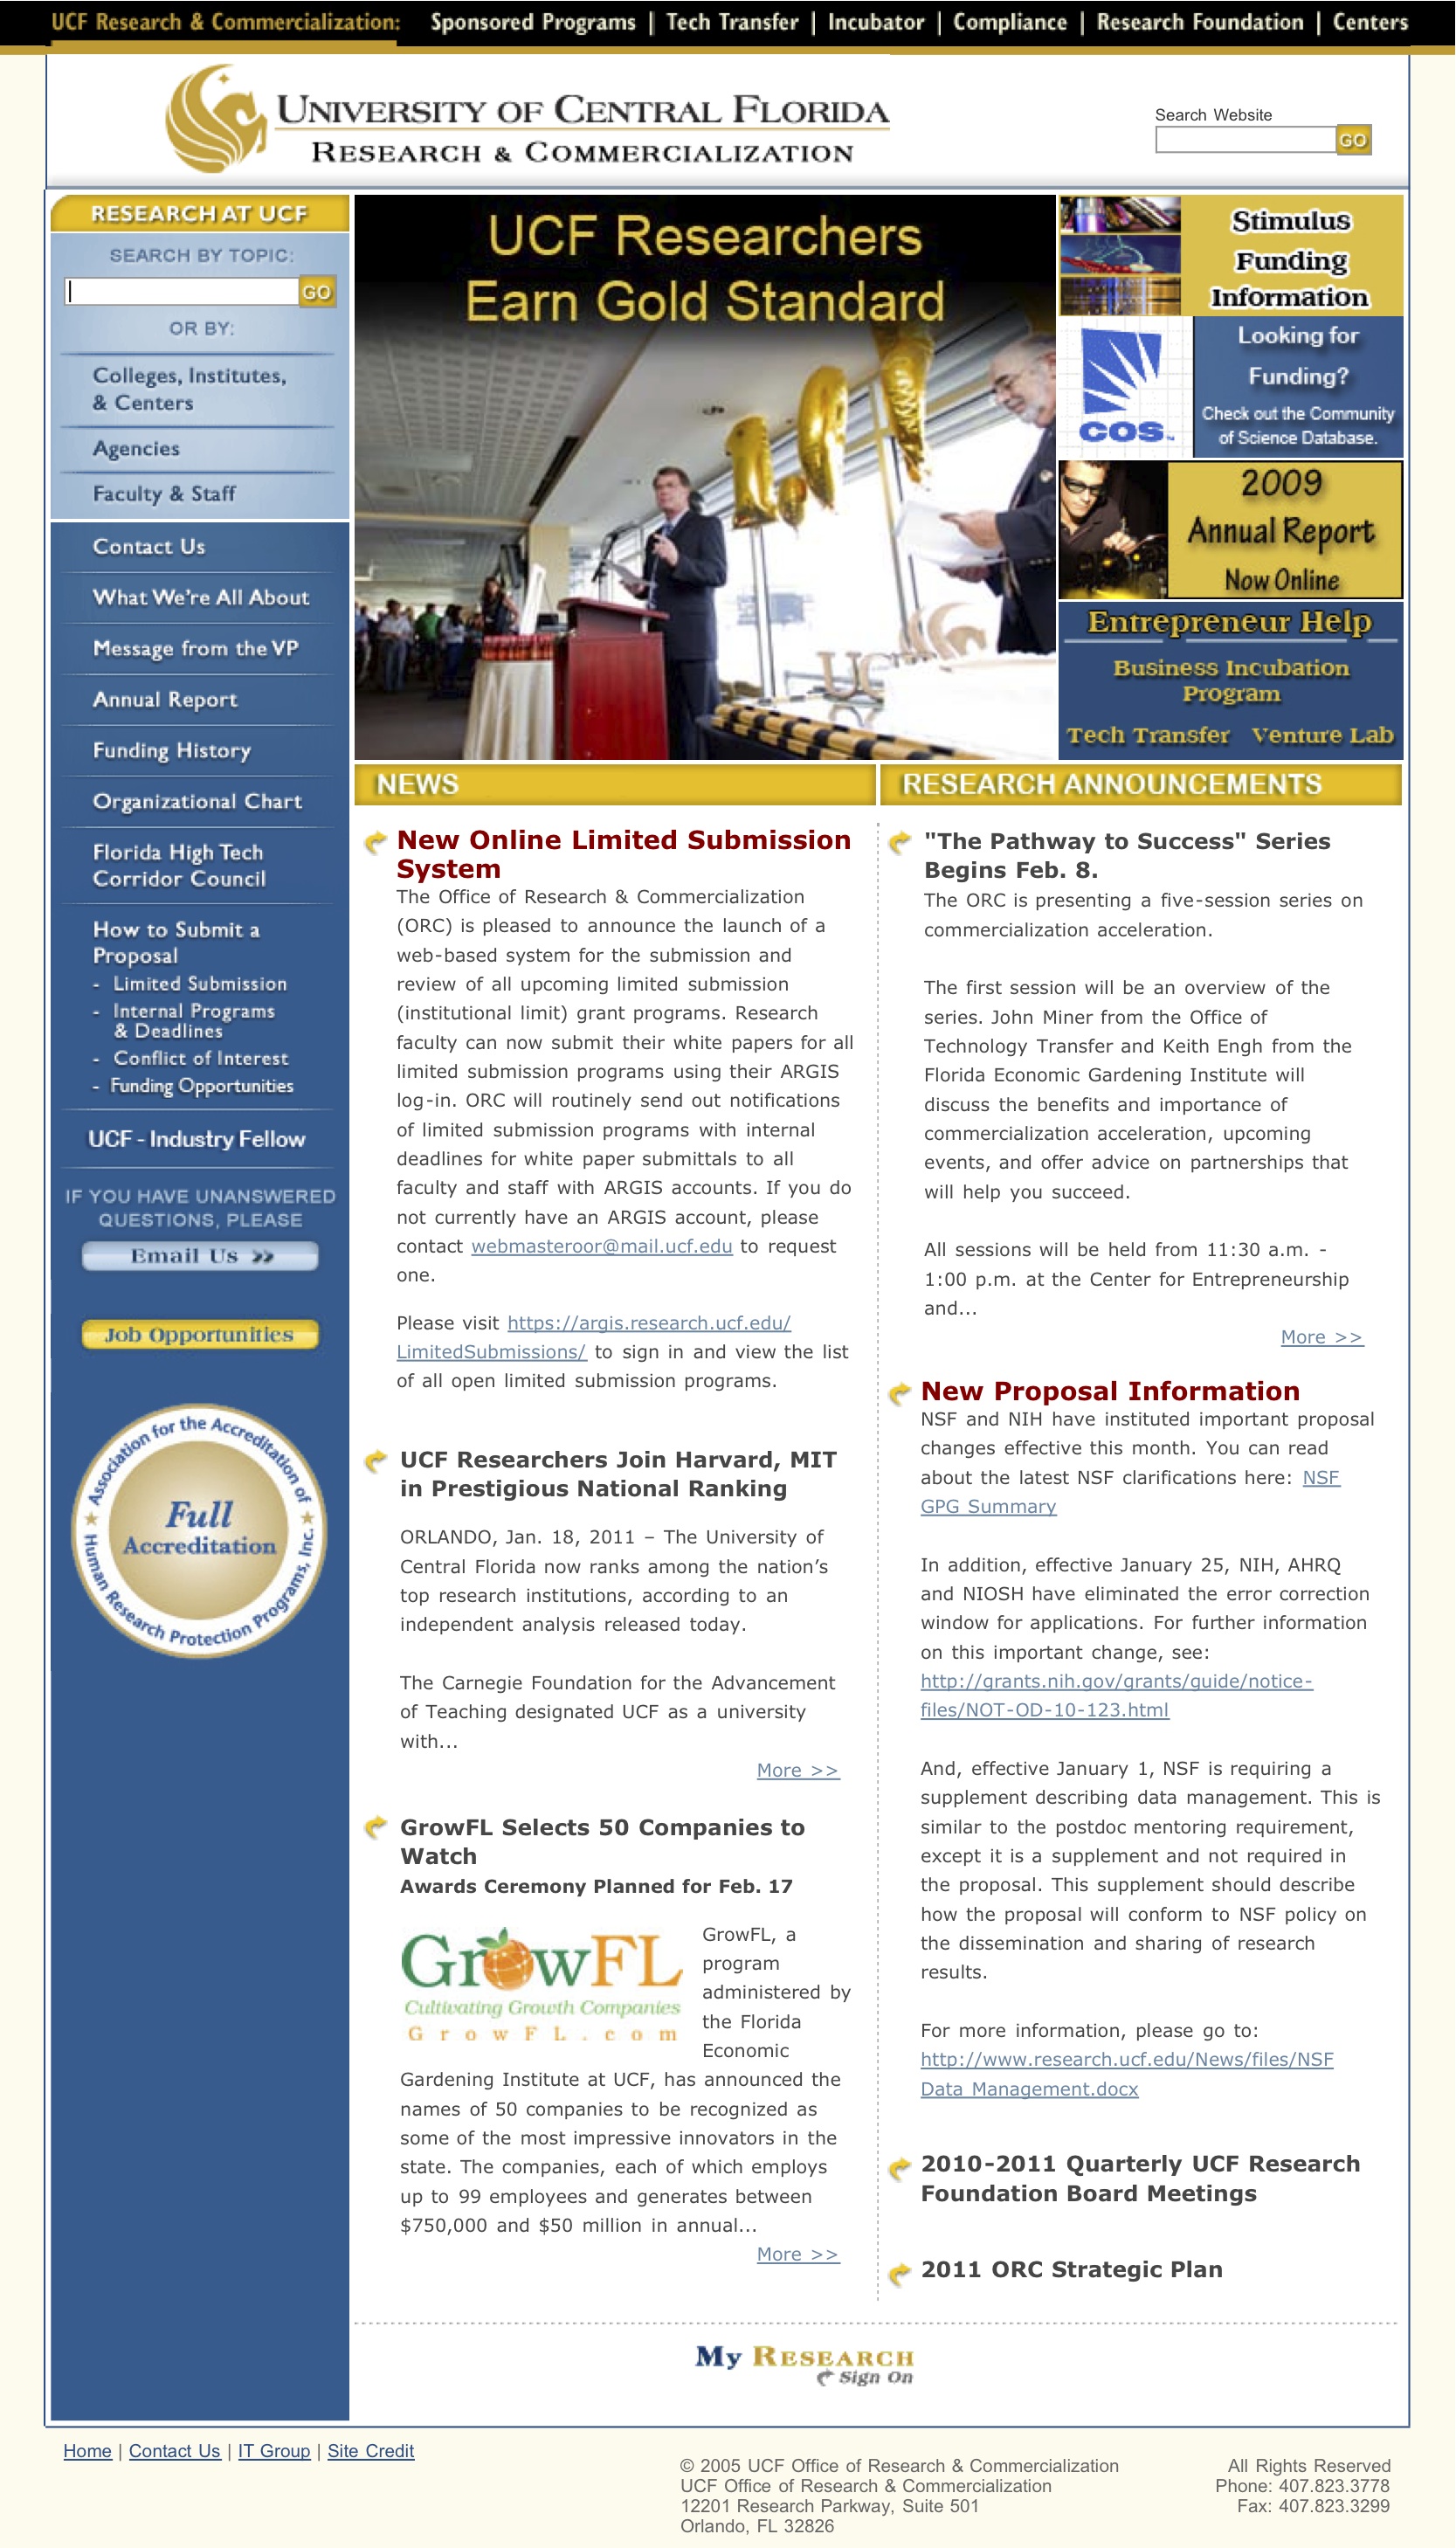 UCF Research & Commercialization: Sponsored Programs | Tech Transfer | Incubator | Compliance | Research Foundation | Centers
UNIVERSITY OF CENTRAL FLORIDA
RESEARCH & COMMERCIALIZATION
Search Website
GO
RESEARCH AT UCF
SEARCH BY TOPIC:
GO
OR BY:
Colleges, Institutes,
& Centers
Agencies
Faculty & Staff
Contact Us
What We're All About
Message from the VP
Annual Report
Funding History
Organizational Chart
Florida High Tech
Corridor Council
How to Submit a
Proposal
- Limited Submission
- Internal Programs
& Deadlines
- Conflict of Interest
- Funding Opportunities
UCF - Industry Fellow
IF YOU HAVE UNANSWERED
QUESTIONS, PLEASE
Email Us >>
Job Opportunities
Association for the Accreditation of
Human Research Protection Programs, Inc.
Full
Accreditation
UCF Researchers
Earn Gold Standard
UC
Stimulus
Funding
Information
COS
Looking for
Funding?
Check out the Community
of Science Database.
2009
Annual Report
Now Online
Entrepreneur Help
Business Incubation
Program
Tech Transfer Venture Lab
NEWS
New Online Limited Submission
System
The Office of Research & Commercialization
(ORC) is pleased to announce the launch of a
web-based system for the submission and
review of all upcoming limited submission
(institutional limit) grant programs. Research
faculty can now submit their white papers for all
limited submission programs using their ARGIS
log-in. ORC will routinely send out notifications
of limited submission programs with internal
deadlines for white paper submittals to all
faculty and staff with ARGIS accounts. If you do
not currently have an ARGIS account, please
contact webmasteroor@mail.ucf.edu to request
one.
Please visit https://argis.research.ucf.edu/
LimitedSubmissions/ to sign in and view the list
of all open limited submission programs.
UCF Researchers Join Harvard, MIT
in Prestigious National Ranking
ORLANDO, Jan. 18, 2011 – The University of
Central Florida now ranks among the nation's
top research institutions, according to an
independent analysis released today.
The Carnegie Foundation for the Advancement
of Teaching designated UCF as a university
with...
More >>
GrowFL Selects 50 Companies to
Watch
Awards Ceremony Planned for Feb. 17
GrowFL
Cultivating Growth Companies
GrowFL.com
GrowFL, a
program
administered by
the Florida
Economic
Gardening Institute at UCF, has announced the
names of 50 companies to be recognized as
some of the most impressive innovators in the
state. The companies, each of which employs
up to 99 employees and generates between
$750,000 and $50 million in annual...
More >>
RESEARCH ANNOUNCEMENTS
"The Pathway to Success" Series
Begins Feb. 8.
The ORC is presenting a five-session series on
commercialization acceleration.
The first session will be an overview of the
series. John Miner from the Office of
Technology Transfer and Keith Engh from the
Florida Economic Gardening Institute will
discuss the benefits and importance of
commercialization acceleration, upcoming
events, and offer advice on partnerships that
will help you succeed.
All sessions will be held from 11:30 a.m. -
1:00 p.m. at the Center for Entrepreneurship
and...
More >>
New Proposal Information
NSF and NIH have instituted important proposal
changes effective this month. You can read
about the latest NSF clarifications here: NSF
GPG Summary
In addition, effective January 25, NIH, AHRQ
and NIOSH have eliminated the error correction
window for applications. For further information
on this important change, see:
http://grants.nih.gov/grants/guide/notice-
files/NOT-OD-10-123.html
And, effective January 1, NSF is requiring a
supplement describing data management. This is
similar to the postdoc mentoring requirement,
except it is a supplement and not required in
the proposal. This supplement should describe
how the proposal will conform to NSF policy on
the dissemination and sharing of research
results.
For more information, please go to:
http://www.research.ucf.edu/News/files/NSF
Data Management.docx
2010-2011 Quarterly UCF Research
Foundation Board Meetings
2011 ORC Strategic Plan
My RESEARCH
Sign On
Home | Contact Us | IT Group | Site Credit
© 2005 UCF Office of Research & Commercialization
UCF Office of Research & Commercialization
12201 Research Parkway, Suite 501
Orlando, FL 32826
All Rights Reserved
Phone: 407.823.3778
Fax: 407.823.3299